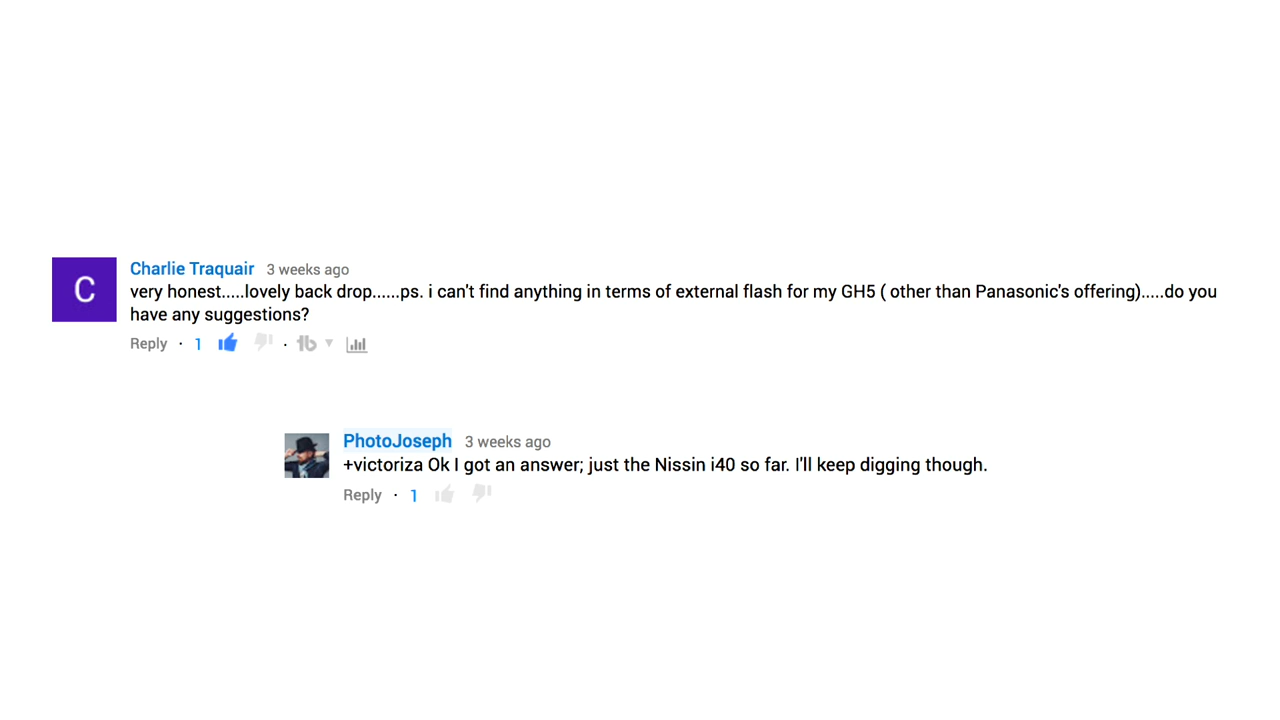 C
Charlie Traquair 3 weeks ago
very honest.....lovely back drop......ps. i can't find anything in terms of external flash for my GH5 ( other than Panasonic's offering).....do you
have any suggestions?
Reply · 1 · tb
PhotoJoseph 3 weeks ago
+victoriza Ok I got an answer; just the Nissin i40 so far. I'll keep digging though.
Reply · 1